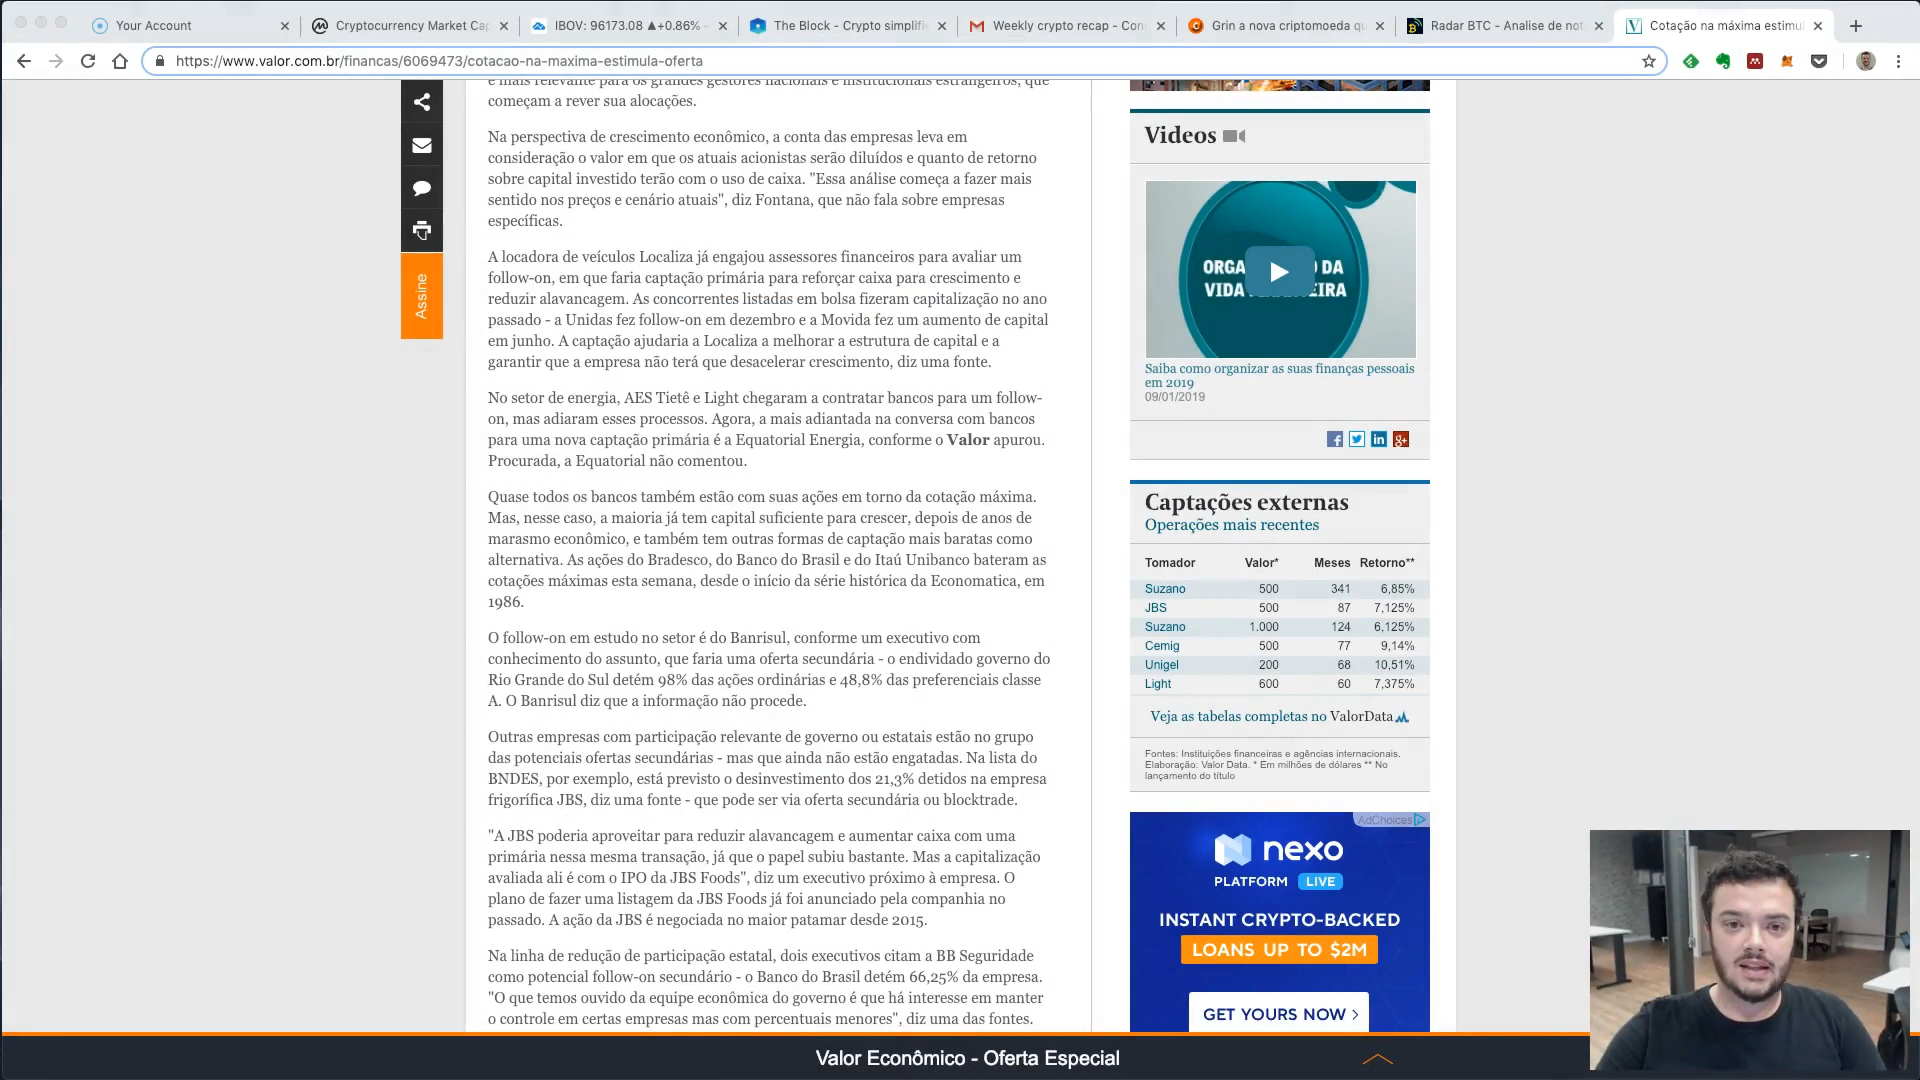 Your Account
Cryptocurrency Market Cap
IBOV: 96173.08 ▲+0.86%
The Block - Crypto simplifi
Weekly crypto recap - Con
Grin a nova criptomoeda qu
Radar BTC - Analise de not
Cotação na máxima estimul
https://www.valor.com.br/financas/6069473/cotacao-na-maxima-estimula-oferta
e mais relevante para os grandes gestores nacionais e institucionais estrangeiros, que
começam a rever sua alocações.
Na perspectiva de crescimento econômico, a conta das empresas leva em
consideração o valor em que os atuais acionistas serão diluídos e quanto de retorno
sobre capital investido terão com o uso de caixa. "Essa análise começa a fazer mais
sentido nos preços e cenário atuais", diz Fontana, que não fala sobre empresas
específicas.
A locadora de veículos Localiza já engajou assessores financeiros para avaliar um
follow-on, em que faria captação primária para reforçar caixa para crescimento e
reduzir alavancagem. As concorrentes listadas em bolsa fizeram capitalização no ano
passado - a Unidas fez follow-on em dezembro e a Movida fez um aumento de capital
em junho. A captação ajudaria a Localiza a melhorar a estrutura de capital e a
garantir que a empresa não terá que desacelerar crescimento, diz uma fonte.
No setor de energia, AES Tietê e Light chegaram a contratar bancos para um follow-
on, mas adiaram esses processos. Agora, a mais adiantada na conversa com bancos
para uma nova captação primária é a Equatorial Energia, conforme o Valor apurou.
Procurada, a Equatorial não comentou.
Quase todos os bancos também estão com suas ações em torno da cotação máxima.
Mas, nesse caso, a maioria já tem capital suficiente para crescer, depois de anos de
marasmo econômico, e também tem outras formas de captação mais baratas como
alternativa. As ações do Bradesco, do Banco do Brasil e do Itaú Unibanco bateram as
cotações máximas esta semana, desde o início da série histórica da Economatica, em
1986.
O follow-on em estudo no setor é do Banrisul, conforme um executivo com
conhecimento do assunto, que faria uma oferta secundária - o endividado governo do
Rio Grande do Sul detém 98% das ações ordinárias e 48,8% das preferenciais classe
A. O Banrisul diz que a informação não procede.
Outras empresas com participação relevante de governo ou estatais estão no grupo
das potenciais ofertas secundárias - mas que ainda não estão engatadas. Na lista do
BNDES, por exemplo, está previsto o desinvestimento dos 21,3% detidos na empresa
frigorífica JBS, diz uma fonte - que pode ser via oferta secundária ou blocktrade.
"A JBS poderia aproveitar para reduzir alavancagem e aumentar caixa com uma
primária nessa mesma transação, já que o papel subiu bastante. Mas a capitalização
avaliada ali é com o IPO da JBS Foods", diz um executivo próximo à empresa. O
plano de fazer uma listagem da JBS Foods já foi anunciado pela companhia no
passado. A ação da JBS é negociada no maior patamar desde 2015.
Na linha de redução de participação estatal, dois executivos citam a BB Seguridade
como potencial follow-on secundário - o Banco do Brasil detém 66,25% da empresa.
"O que temos ouvido da equipe econômica do governo é que há interesse em manter
o controle em certas empresas mas com percentuais menores", diz uma das fontes.
Assine
Videos
ORGA O DA
VIDA EIRA
Saiba como organizar as suas finanças pessoais
em 2019
09/01/2019
Captações externas
Operações mais recentes
Tomador Valor* Meses Retorno**
Suzano 500 341 6,85%
JBS 500 87 7,125%
Suzano 1.000 124 6,125%
Cemig 500 77 9,14%
Unigel 200 68 10,51%
Light 600 60 7,375%
Veja as tabelas completas no ValorData
Fontes: Instituições financeiras e agências internacionais.
Elaboração: Valor Data. * Em milhões de dólares ** No
lançamento do título
AdChoices
nexo
PLATFORM LIVE
INSTANT CRYPTO-BACKED
LOANS UP TO $2M
GET YOURS NOW >
Valor Econômico - Oferta Especial